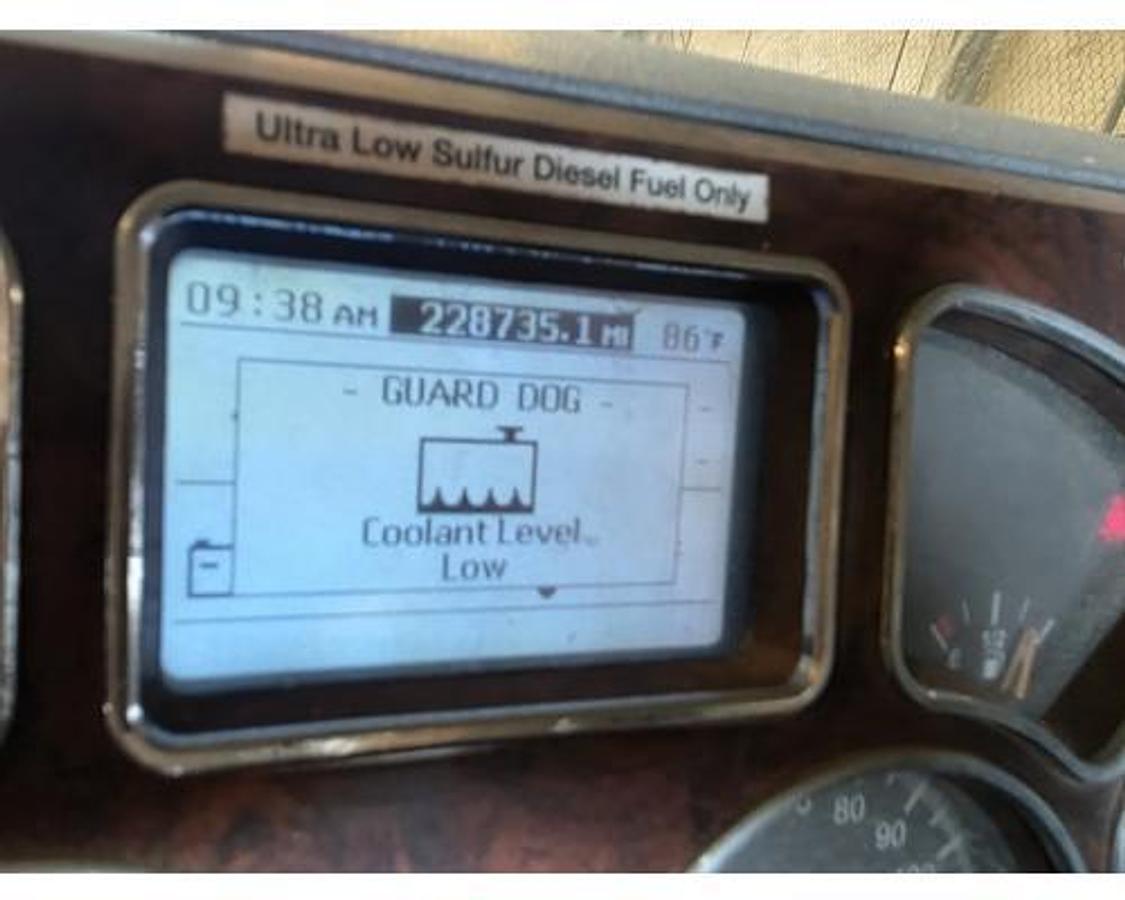 Ultra Low Sulfur Diesel Fuel Only
09:38 AM 228735.1 MI 86°F
- GUARD DOG -
Coolant Level
Low
80
90